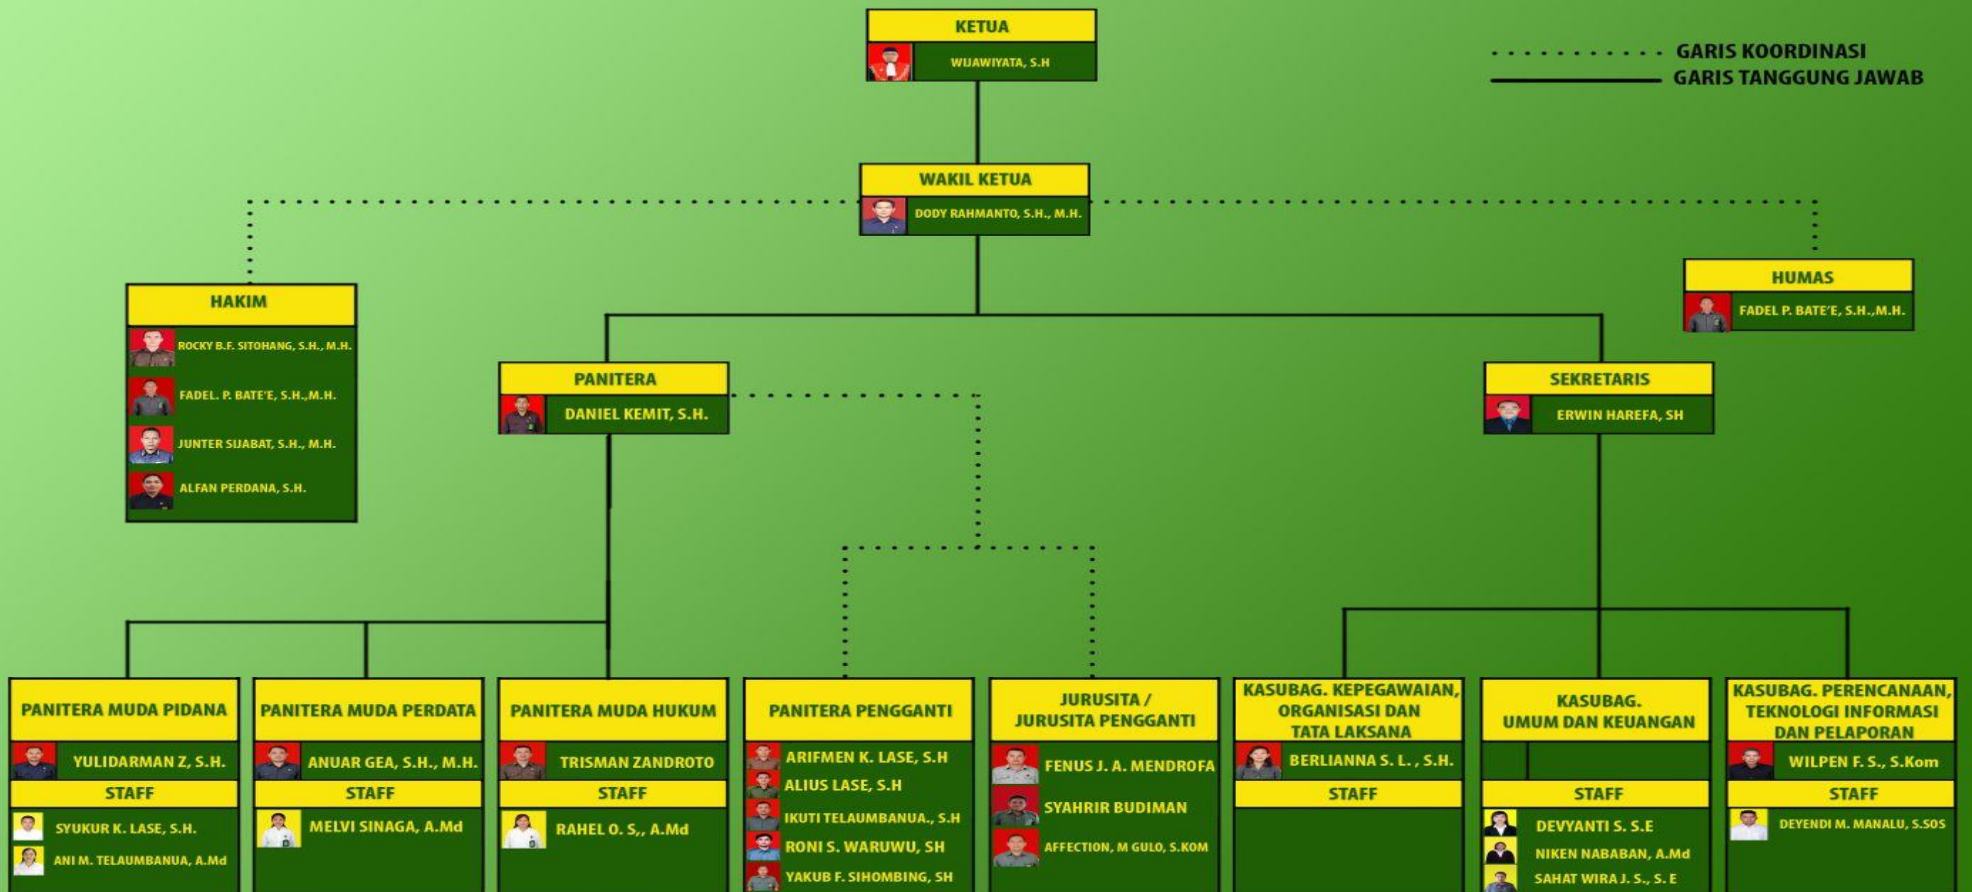 KETUA
WIJAWIYATA, S.H
GARIS KOORDINASI
GARIS TANGGUNG JAWAB
WAKIL KETUA
DODY RAHMANTO, S.H., M.H.
HAKIM
ROCKY B.F. SITOHANG, S.H., M.H.
FADEL. P. BATE'E, S.H.,M.H.
JUNTER SIJABAT, S.H., M.H.
ALFAN PERDANA, S.H.
HUMAS
FADEL P. BATE'E, S.H.,M.H.
PANITERA
DANIEL KEMIT, S.H.
SEKRETARIS
ERWIN HAREFA, SH
PANITERA MUDA PIDANA
YULIDARMAN Z, S.H.
STAFF
SYUKUR K. LASE, S.H.
ANI M. TELAUMBANUA, A.Md
PANITERA MUDA PERDATA
ANUAR GEA, S.H., M.H.
STAFF
MELVI SINAGA, A.Md
PANITERA MUDA HUKUM
TRISMAN ZANDROTO
STAFF
RAHEL O. S,, A.Md
PANITERA PENGGANTI
ARIFMEN K. LASE, S.H
ALIUS LASE, S.H
IKUTI TELAUMBANUA., S.H
RONI S. WARUWU, SH
YAKUB F. SIHOMBING, SH
JURUSITA /
JURUSITA PENGGANTI
FENUS J. A. MENDROFA
SYAHRIR BUDIMAN
AFFECTION, M GULO, S.KOM
KASUBAG. KEPEGAWAIAN,
ORGANISASI DAN
TATA LAKSANA
BERLIANNA S. L. , S.H.
STAFF
KASUBAG.
UMUM DAN KEUANGAN
STAFF
DEVYANTI S. S.E
NIKEN NABABAN, A.Md
SAHAT WIRA J. S., S. E
KASUBAG. PERENCANAAN,
TEKNOLOGI INFORMASI
DAN PELAPORAN
WILPEN F. S., S.Kom
STAFF
DEYENDI M. MANALU, S.SOS